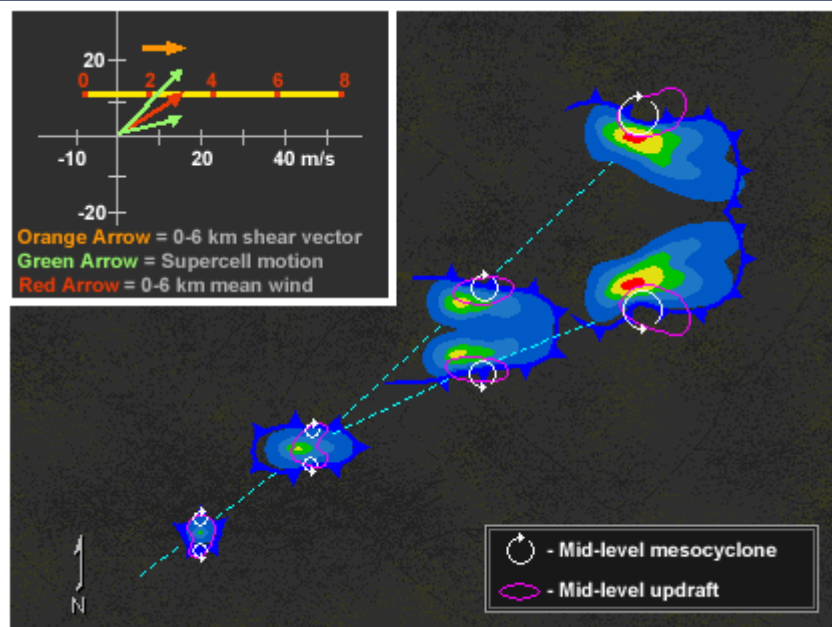 20
0 2 4 6 8
-10 20 40 m/s
-20
Orange Arrow = 0-6 km shear vector
Green Arrow = Supercell motion
Red Arrow = 0-6 km mean wind
- Mid-level mesocyclone
- Mid-level updraft
N